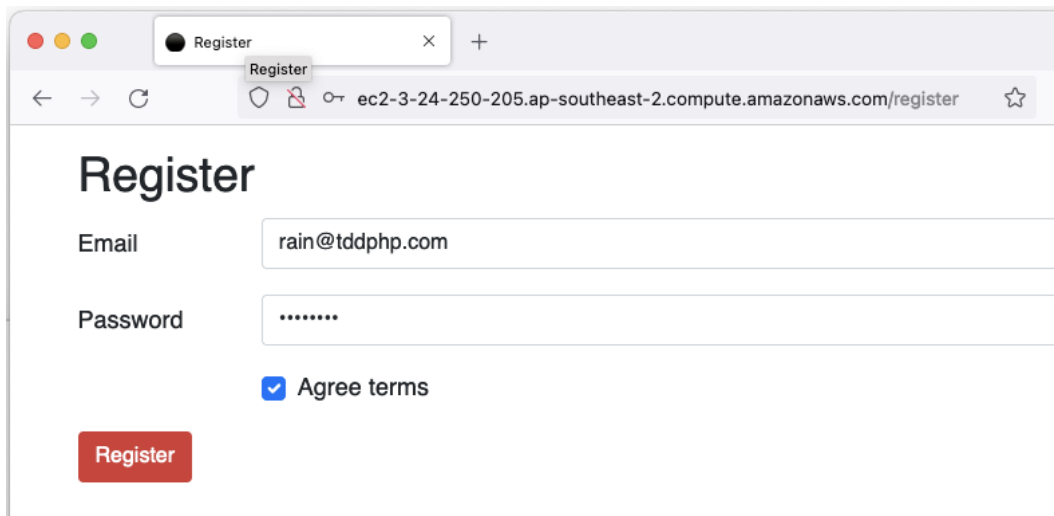 Register
Register
ec2-3-24-250-205.ap-southeast-2.compute.amazonaws.com/register
Register
Email rain@tddphp.com
Password ••••••••
Agree terms
Register